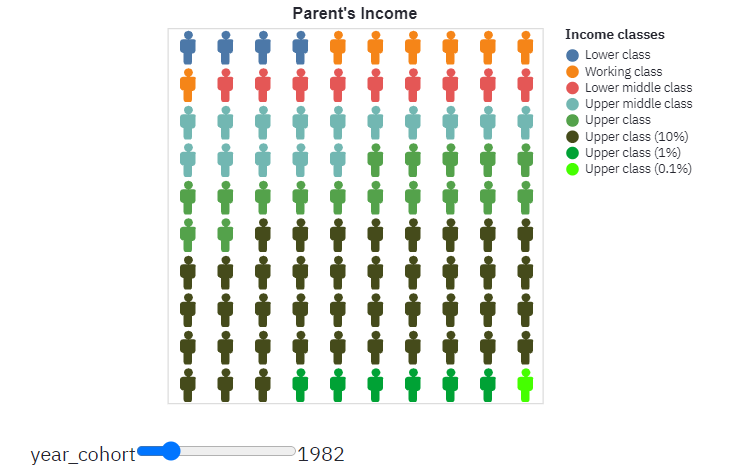 Parent's Income
Income classes
Lower class
Working class
Lower middle class
Upper middle class
Upper class
Upper class (10%)
Upper class (1%)
Upper class (0.1%)
year_cohort 1982